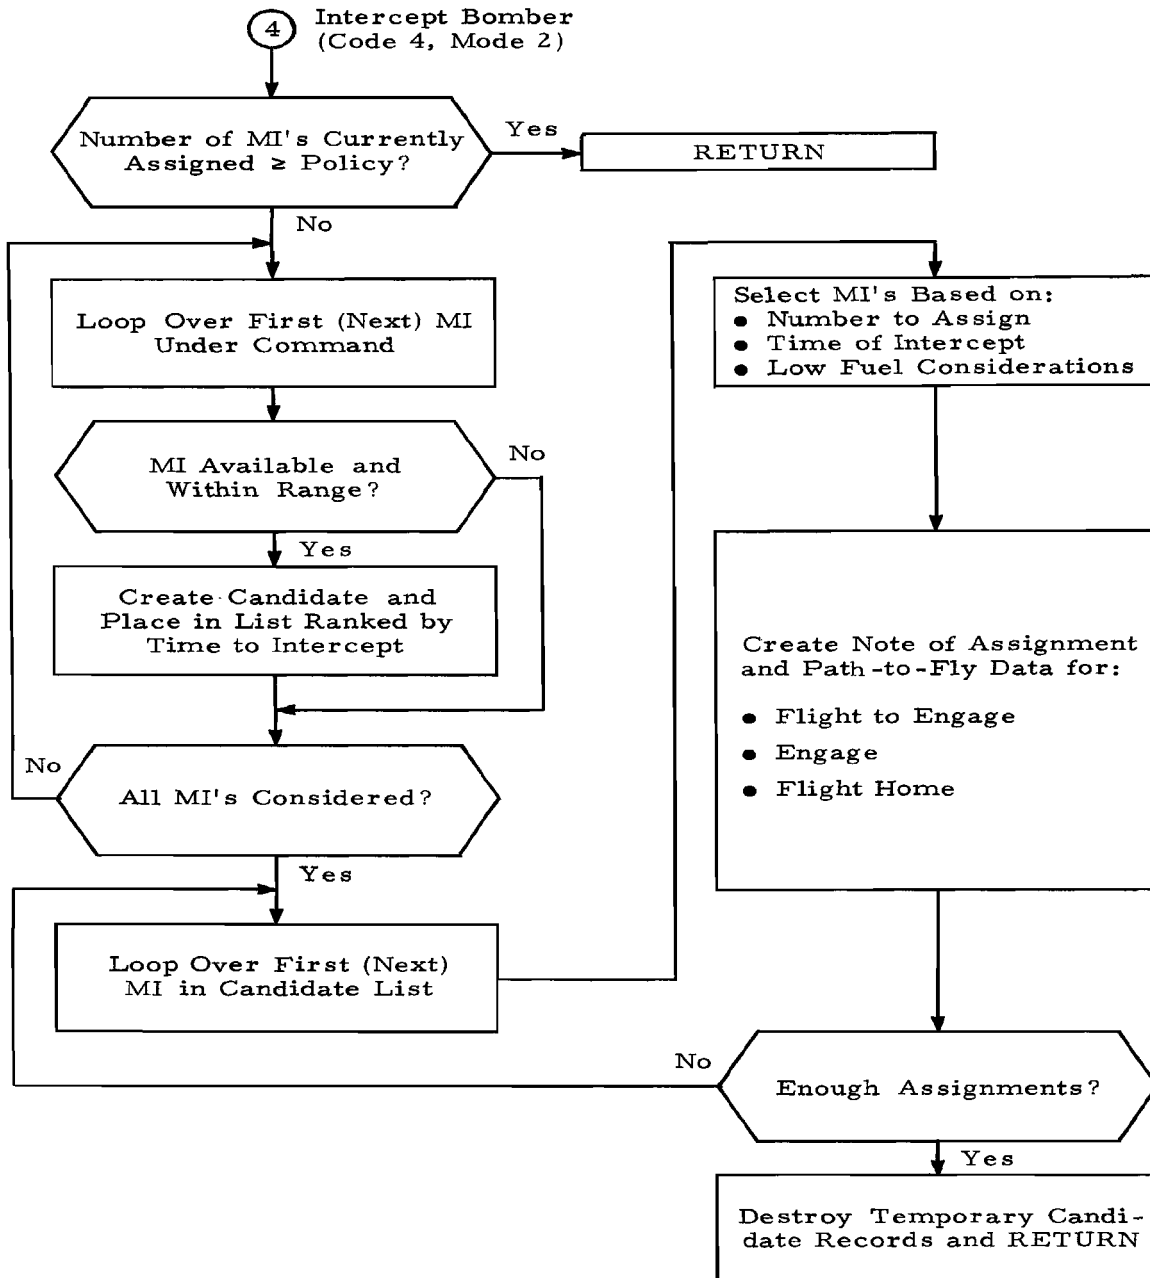 4
Intercept Bomber
(Code 4, Mode 2)
Number of MI's Currently
Assigned ≥ Policy?
Yes
RETURN
No
Loop Over First (Next) MI
Under Command
MI Available and
Within Range?
No
Yes
Create Candidate and
Place in List Ranked by
Time to Intercept
No
All MI's Considered?
Yes
Loop Over First (Next)
MI in Candidate List
Select MI's Based on:
● Number to Assign
● Time of Intercept
● Low Fuel Considerations
Create Note of Assignment
and Path-to-Fly Data for:
● Flight to Engage
● Engage
● Flight Home
No
Enough Assignments?
Yes
Destroy Temporary Candi-
date Records and RETURN